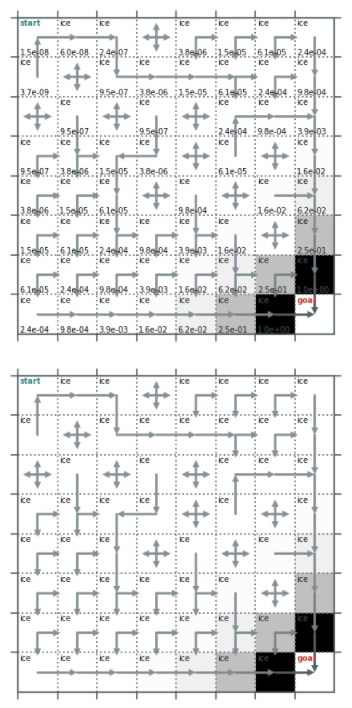 start ice ice ice ice ice ice
1.5e-08 6.0e-08 2.4e-07 3.8e-06 1.5e-05 6.1e-05 2.4e-04
ice ice ice ice ice ice ice
3.7e-09 9.5e-07 3.8e-06 1.5e-05 6.1e-05 2.4e-04 9.8e-04
ice ice ice ice ice
9.5e-07 9.5e-07 2.4e-04 9.8e-04 3.9e-03
ice ice ice ice ice ice
9.5e-07 3.8e-06 1.5e-05 3.8e-06 6.1e-05 1.6e-02
ice ice ice ice ice ice
3.8e-06 1.5e-05 6.1e-05 9.8e-04 1.6e-02 6.2e-02
ice ice ice ice ice ice ice
1.5e-05 6.1e-05 2.4e-04 9.8e-04 3.9e-03 1.6e-02 2.5e-01
ice ice ice ice ice ice ice ice
6.1e-05 2.4e-04 9.8e-04 3.9e-03 1.6e-02 6.2e-02 2.5e-01 1.0e+00
ice ice ice ice ice ice ice goal
2.4e-04 9.8e-04 3.9e-03 1.6e-02 6.2e-02 2.5e-01 1.0e+00
start ice ice ice ice ice ice
ice ice ice ice ice ice ice
ice ice ice ice ice
ice ice ice ice ice ice
ice ice ice ice ice ice
ice ice ice ice ice ice ice
ice ice ice ice ice ice ice ice
ice ice ice ice ice ice ice goal